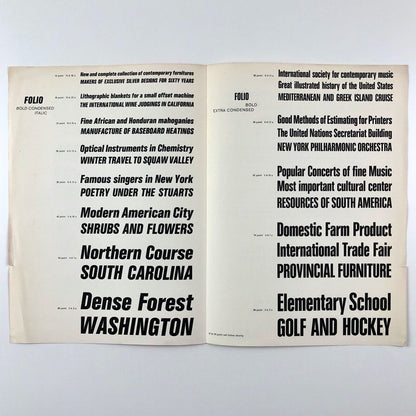 FOLIO
BOLD CONDENSED
ITALIC
New and complete collection of contemporary furnitures
MAKERS OF EXCLUSIVE SILVER DESIGNS FOR SIXTY YEARS
Lithographic blankets for a small offset machine
THE INTERNATIONAL WINE JUDGINGS IN CALIFORNIA
Fine African and Honduran mahoganies
MANUFACTURE OF BASEBOARD HEATINGS
Optical Instruments in Chemistry
WINTER TRAVEL TO SQUAW VALLEY
Famous singers in New York
POETRY UNDER THE STUARTS
Modern American City
SHRUBS AND FLOWERS
Northern Course
SOUTH CAROLINA
Dense Forest
WASHINGTON
FOLIO
BOLD
EXTRA CONDENSED
International society for contemporary music
Great illustrated history of the United States
MEDITERRANEAN AND GREEK ISLAND CRUISE
Good Methods of Estimating for Printers
The United Nations Secretariat Building
NEW YORK PHILHARMONIC ORCHESTRA
Popular Concerts of fine Music
Most important cultural center
RESOURCES OF SOUTH AMERICA
Domestic Farm Product
International Trade Fair
PROVINCIAL FURNITURE
Elementary School
GOLF AND HOCKEY